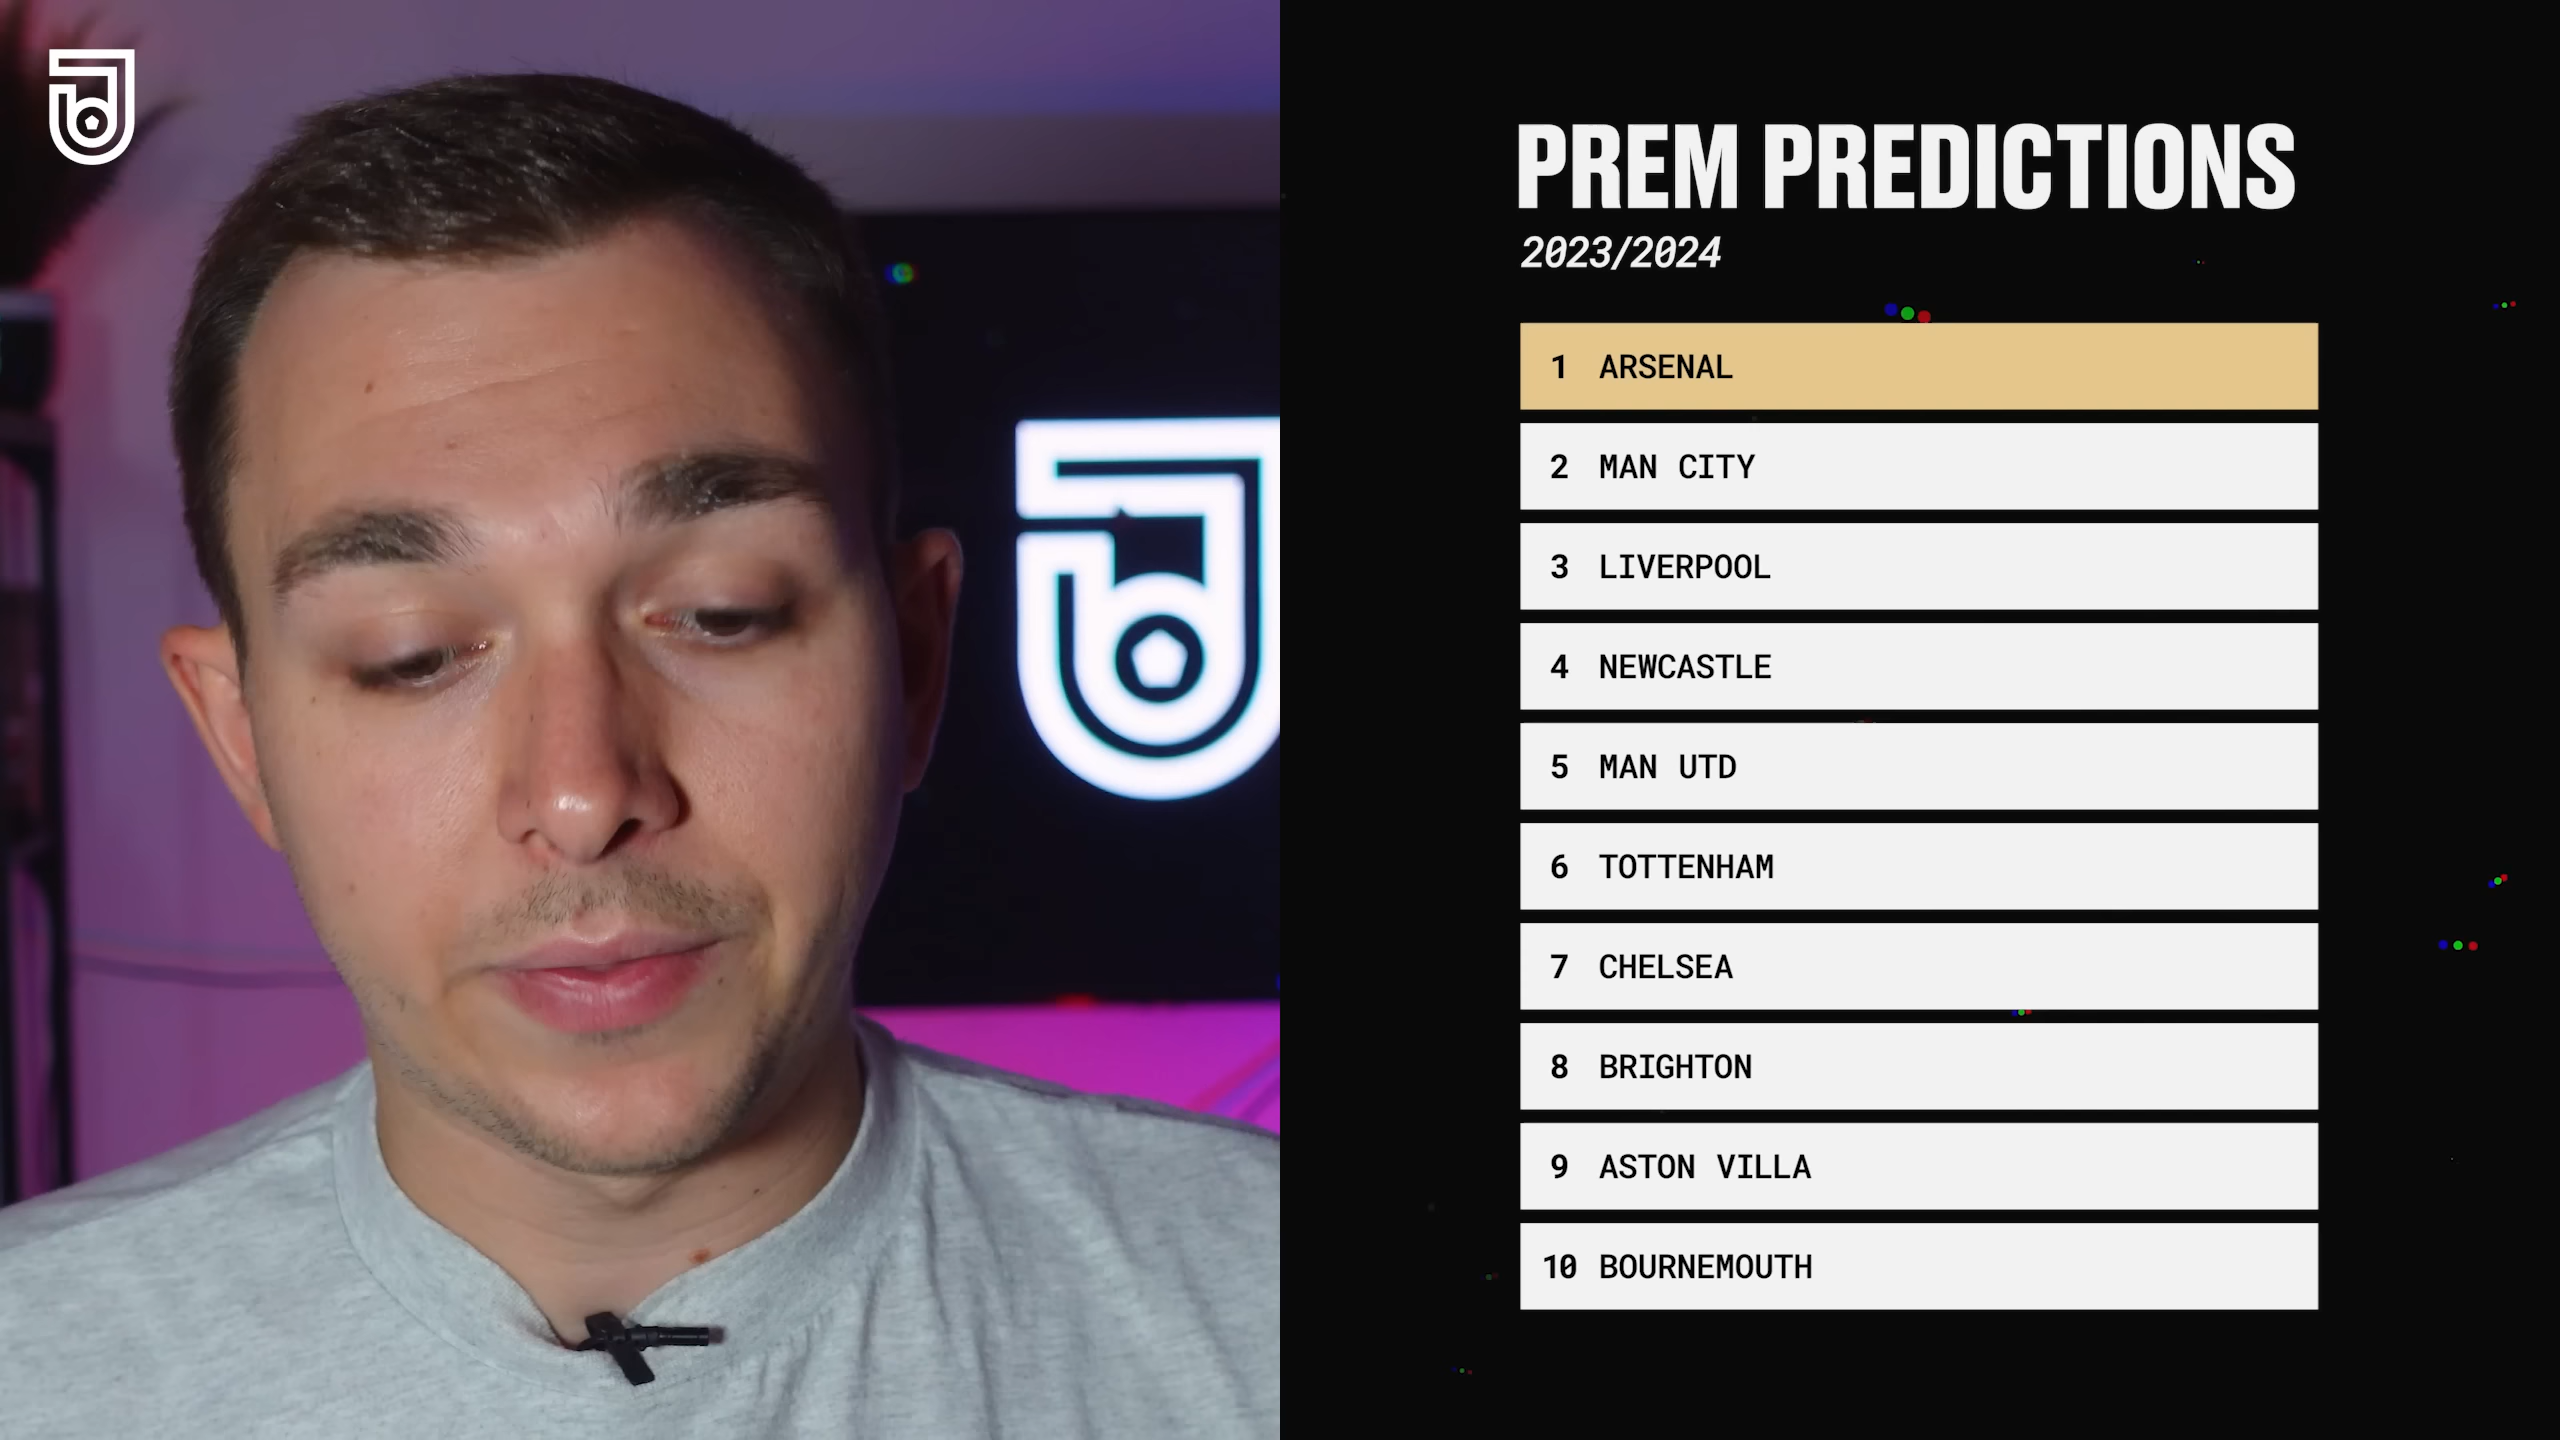 PREM PREDICTIONS
2023/2024
1 ARSENAL
2 MAN CITY
3 LIVERPOOL
4 NEWCASTLE
5 MAN UTD
6 TOTTENHAM
7 CHELSEA
8 BRIGHTON
9 ASTON VILLA
10 BOURNEMOUTH